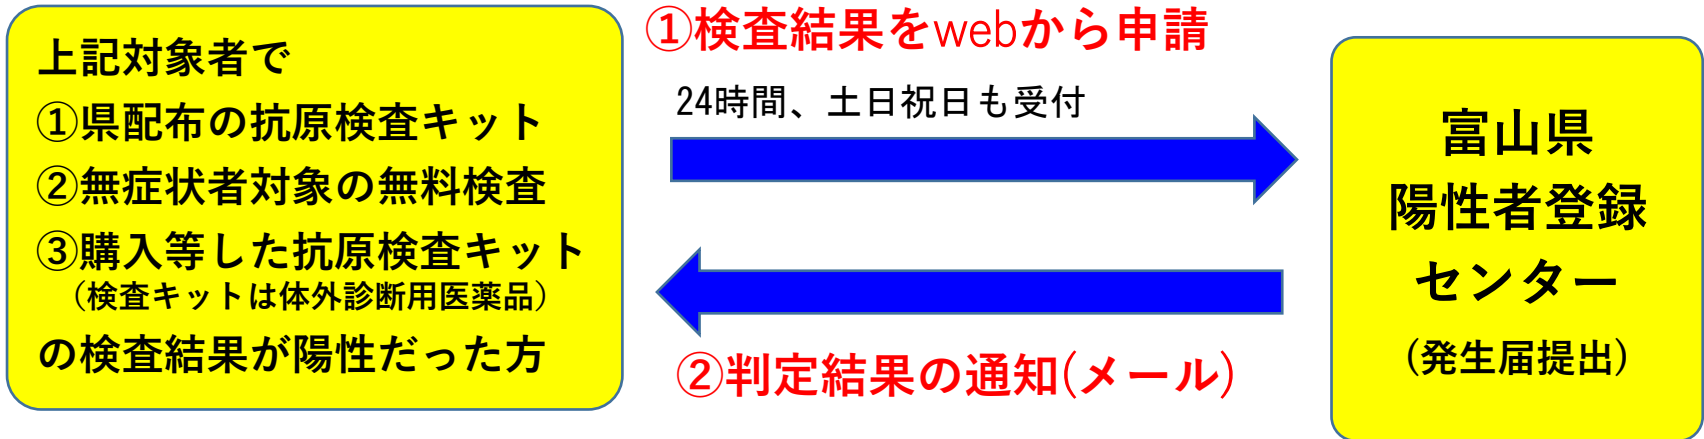 上記対象者で
①県配布の抗原検査キット
②無症状者対象の無料検査
③購入等した抗原検査キット
（検査キットは体外診断用医薬品）
の検査結果が陽性だった方
①検査結果をwebから申請
24時間、土日祝日も受付
②判定結果の通知(メール)
富山県
陽性者登録
センター
(発生届提出)